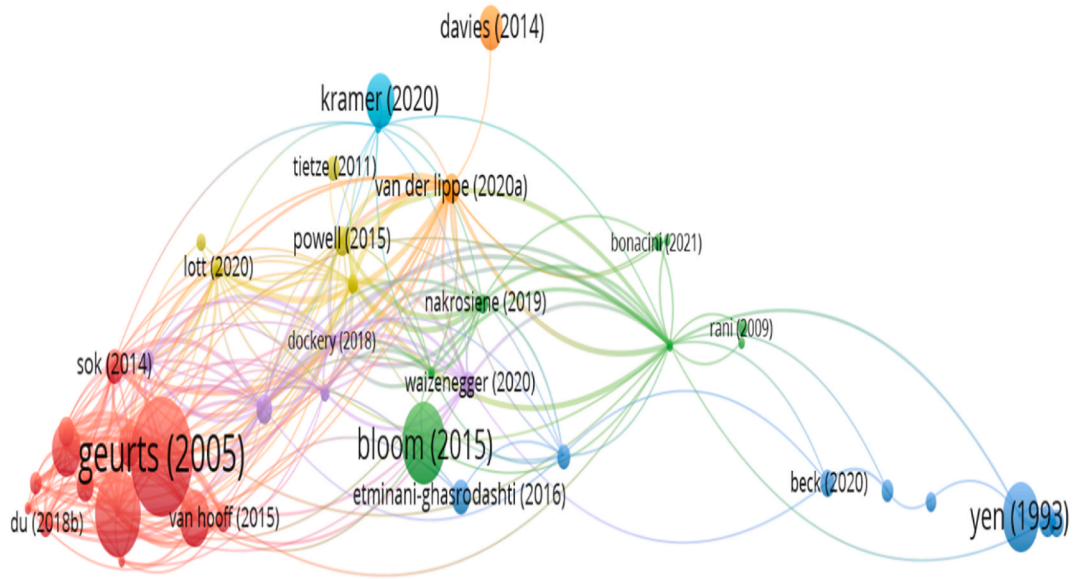 davies (2014)
kramer (2020)
tietze (2011)
van der lippe (2020a)
powell (2015)
bonacini (2021)
lott (2020)
nakrosiene (2019)
rani (2009)
dockery (2018)
sok (2014)
waizenegger (2020)
bloom (2015)
geurts (2005)
beck (2020)
etminani-ghasrodashti (2016)
van hooff (2015)
yen (1993)
du (2018b)